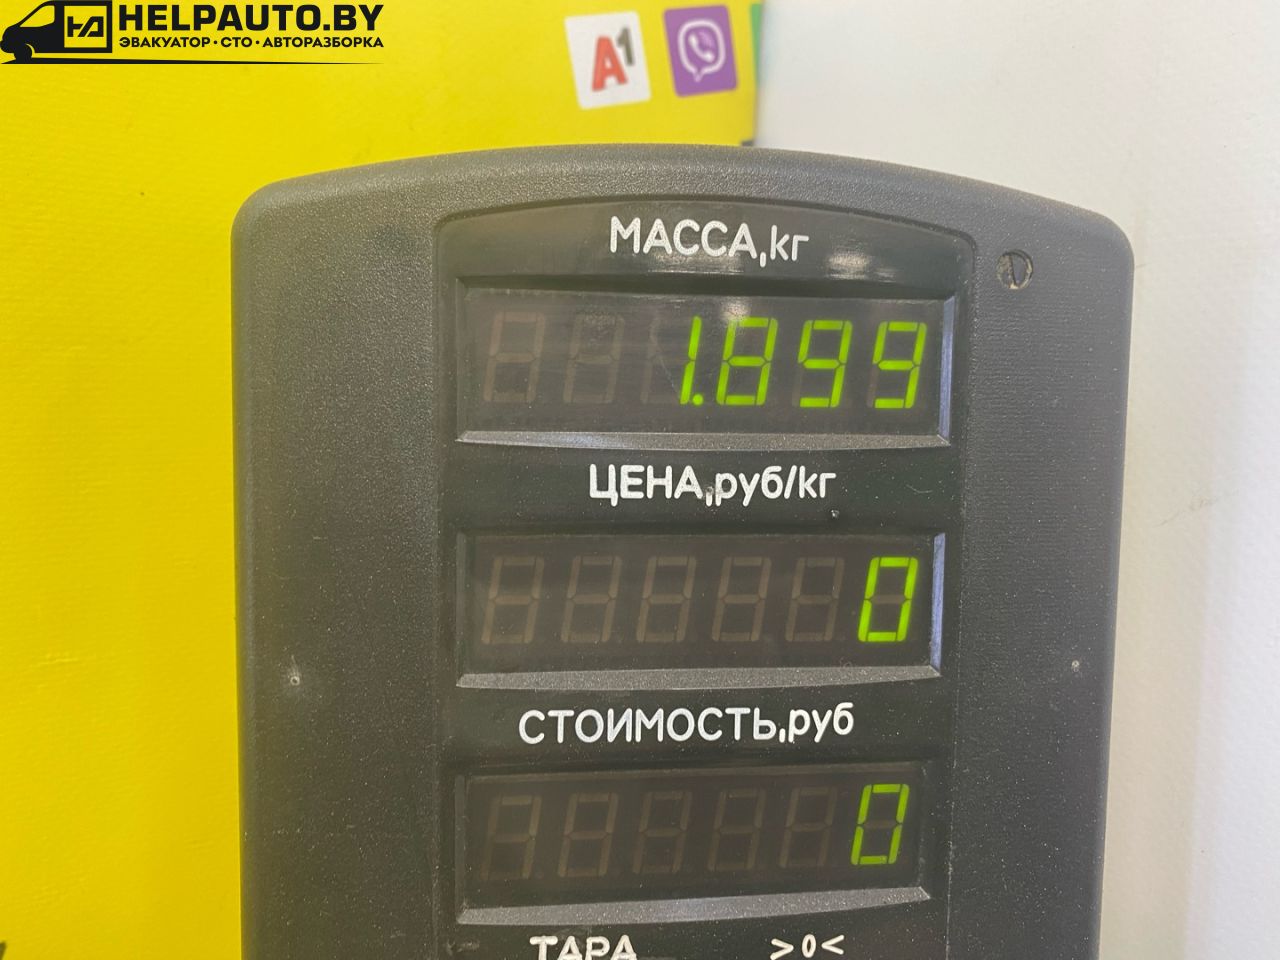 HELPAUTO.BY
ЭВАКУАТОР · СТО · АВТОРАЗБОРКА
A1
МАССА,кг
1.899
ЦЕНА,руб/кг
0
СТОИМОСТЬ,руб
0
ТАРА >0<